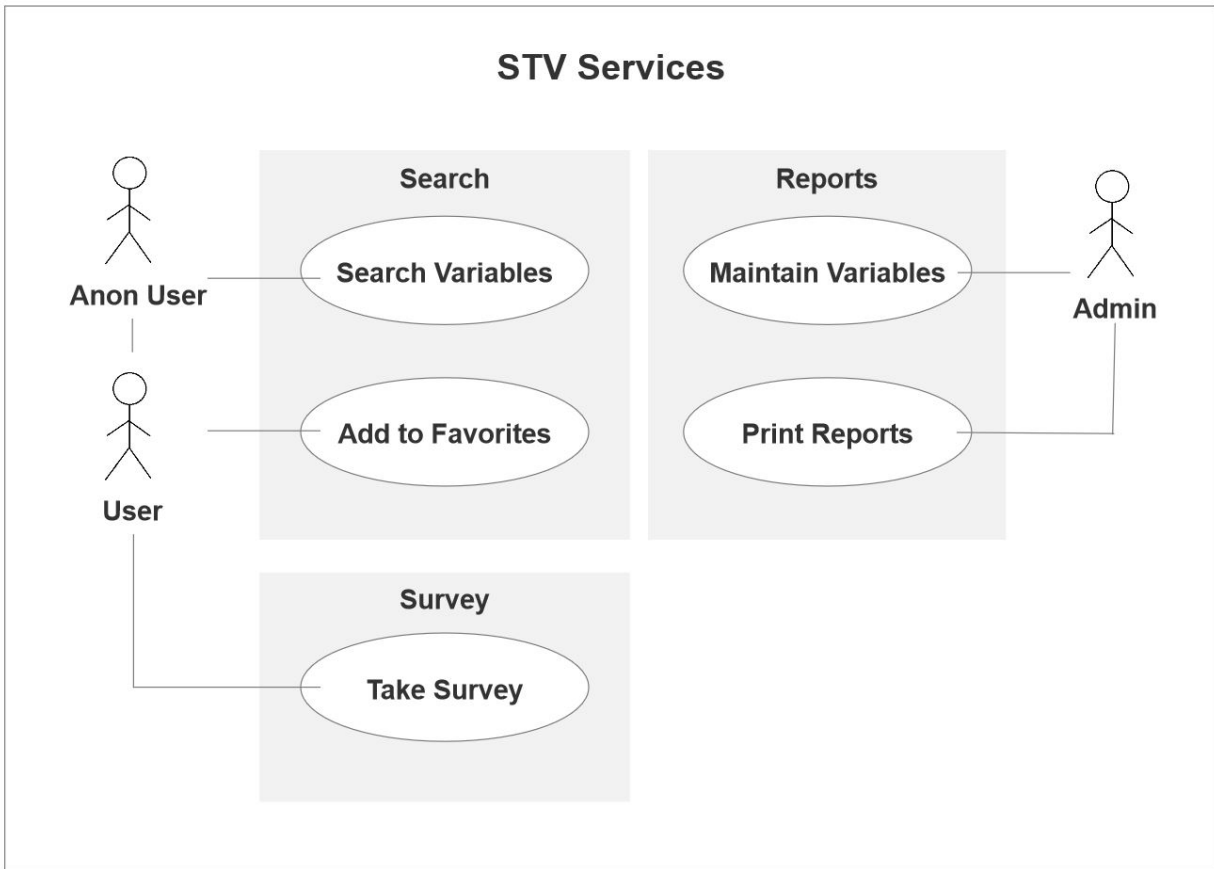 STV Services
Search
Reports
Search Variables
Maintain Variables
Anon User
Admin
Add to Favorites
Print Reports
User
Survey
Take Survey